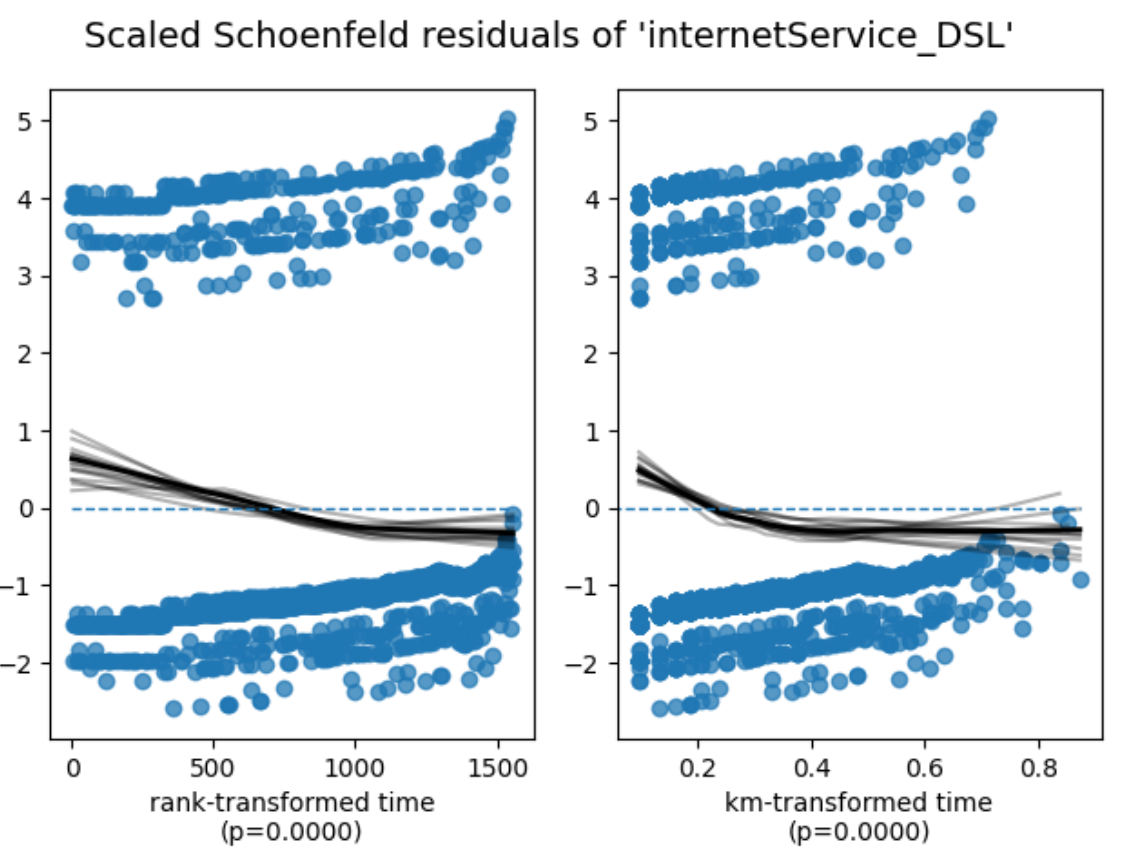 Scaled Schoenfeld residuals of 'internetService_DSL'
5
4
3
2
1
0
−1
−2
0 500 1000 1500
rank-transformed time
(p=0.0000)
5
4
3
2
1
0
−1
−2
0.2 0.4 0.6 0.8
km-transformed time
(p=0.0000)